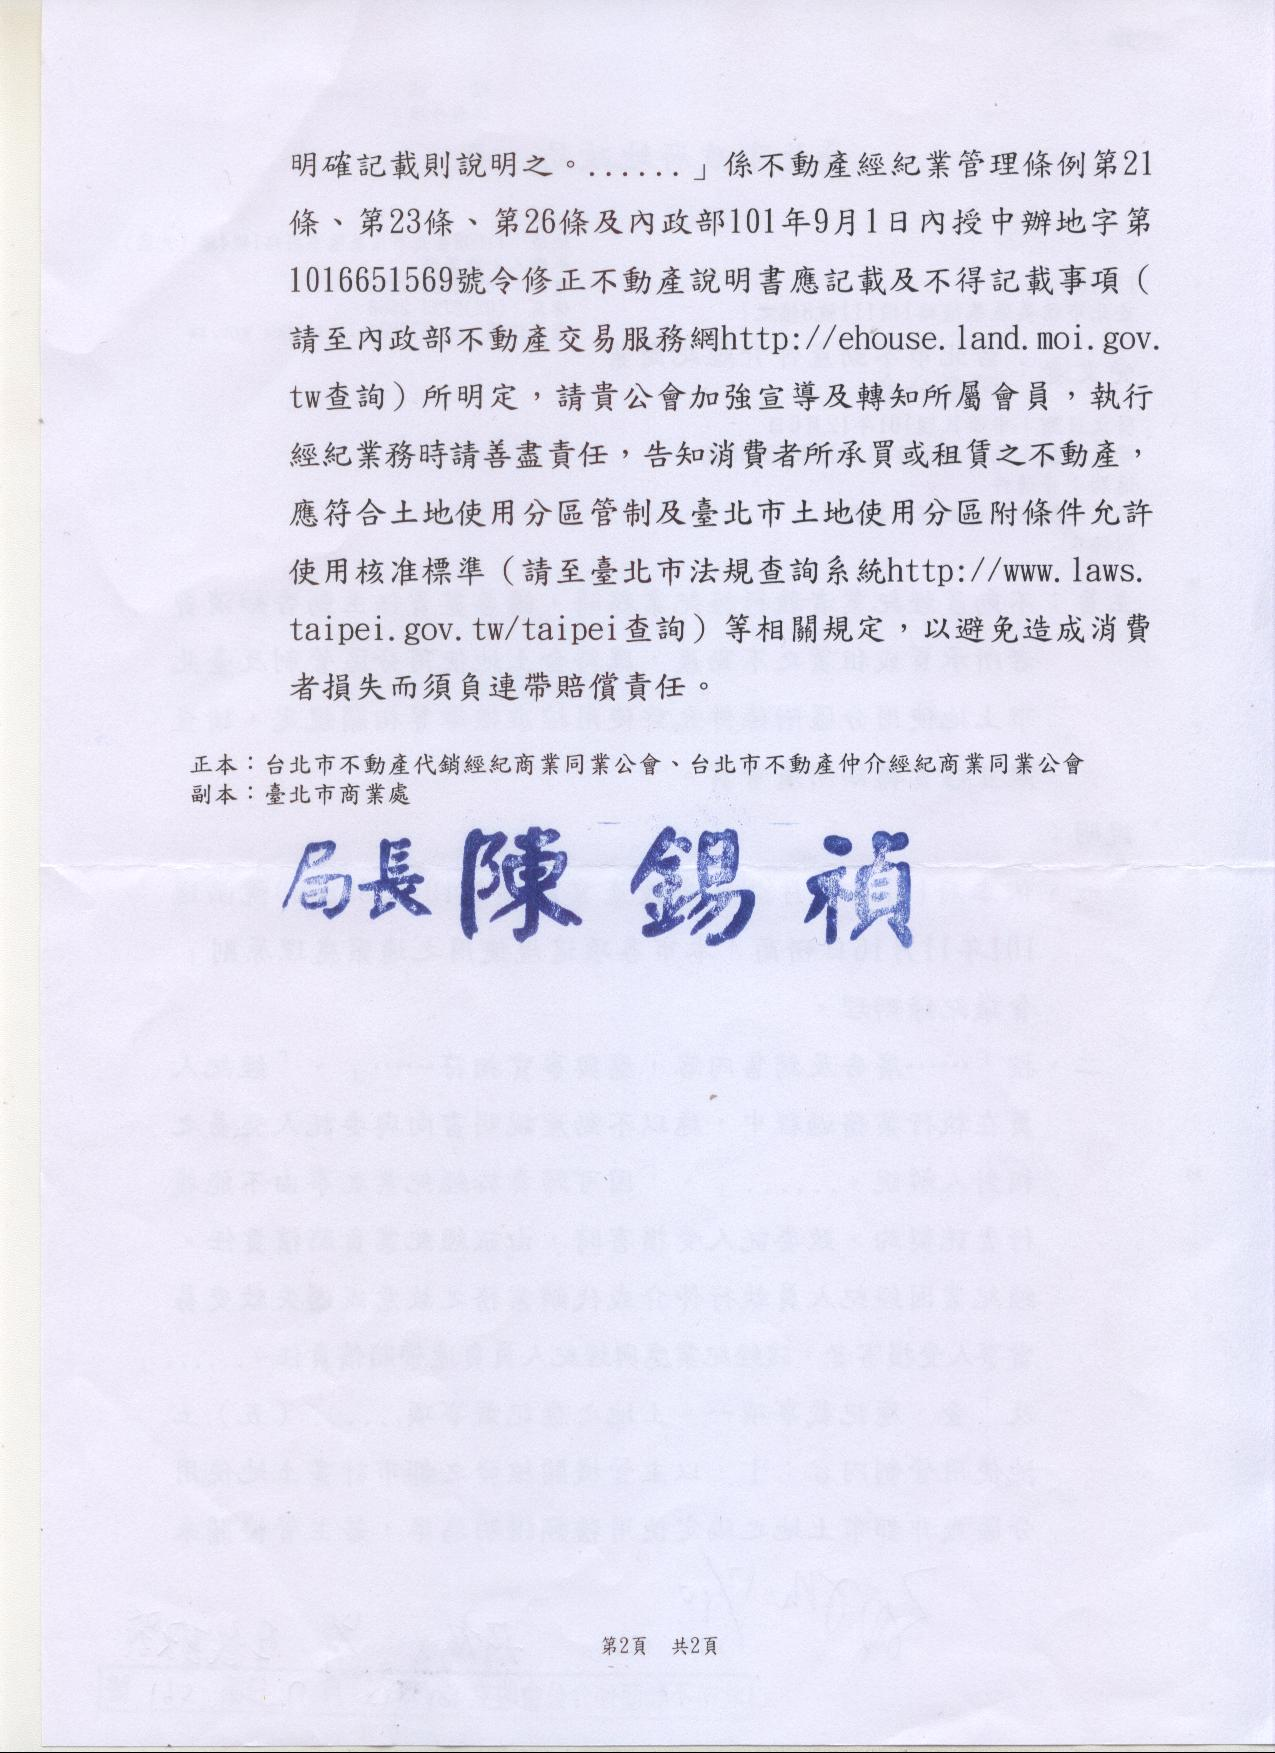 明確記載則說明之。......」係不動產經紀業管理條例第21
條、第23條、第26條及內政部101年9月1日內授中辦地字第
1016651569號令修正不動產說明書應記載及不得記載事項（
請至內政部不動產交易服務網http://ehouse.land.moi.gov.
tw查詢）所明定，請貴公會加強宣導及轉知所屬會員，執行
經紀業務時請善盡責任，告知消費者所承買或租賃之不動產，
應符合土地使用分區管制及臺北市土地使用分區附條件允許
使用核准標準（請至臺北市法規查詢系統http://www.laws.
taipei.gov.tw/taipei查詢）等相關規定，以避免造成消費
者損失而須負連帶賠償責任。
正本：台北市不動產代銷經紀商業同業公會、台北市不動產仲介經紀商業同業公會
副本：臺北市商業處
局長 陳錫禎
第2頁 共2頁